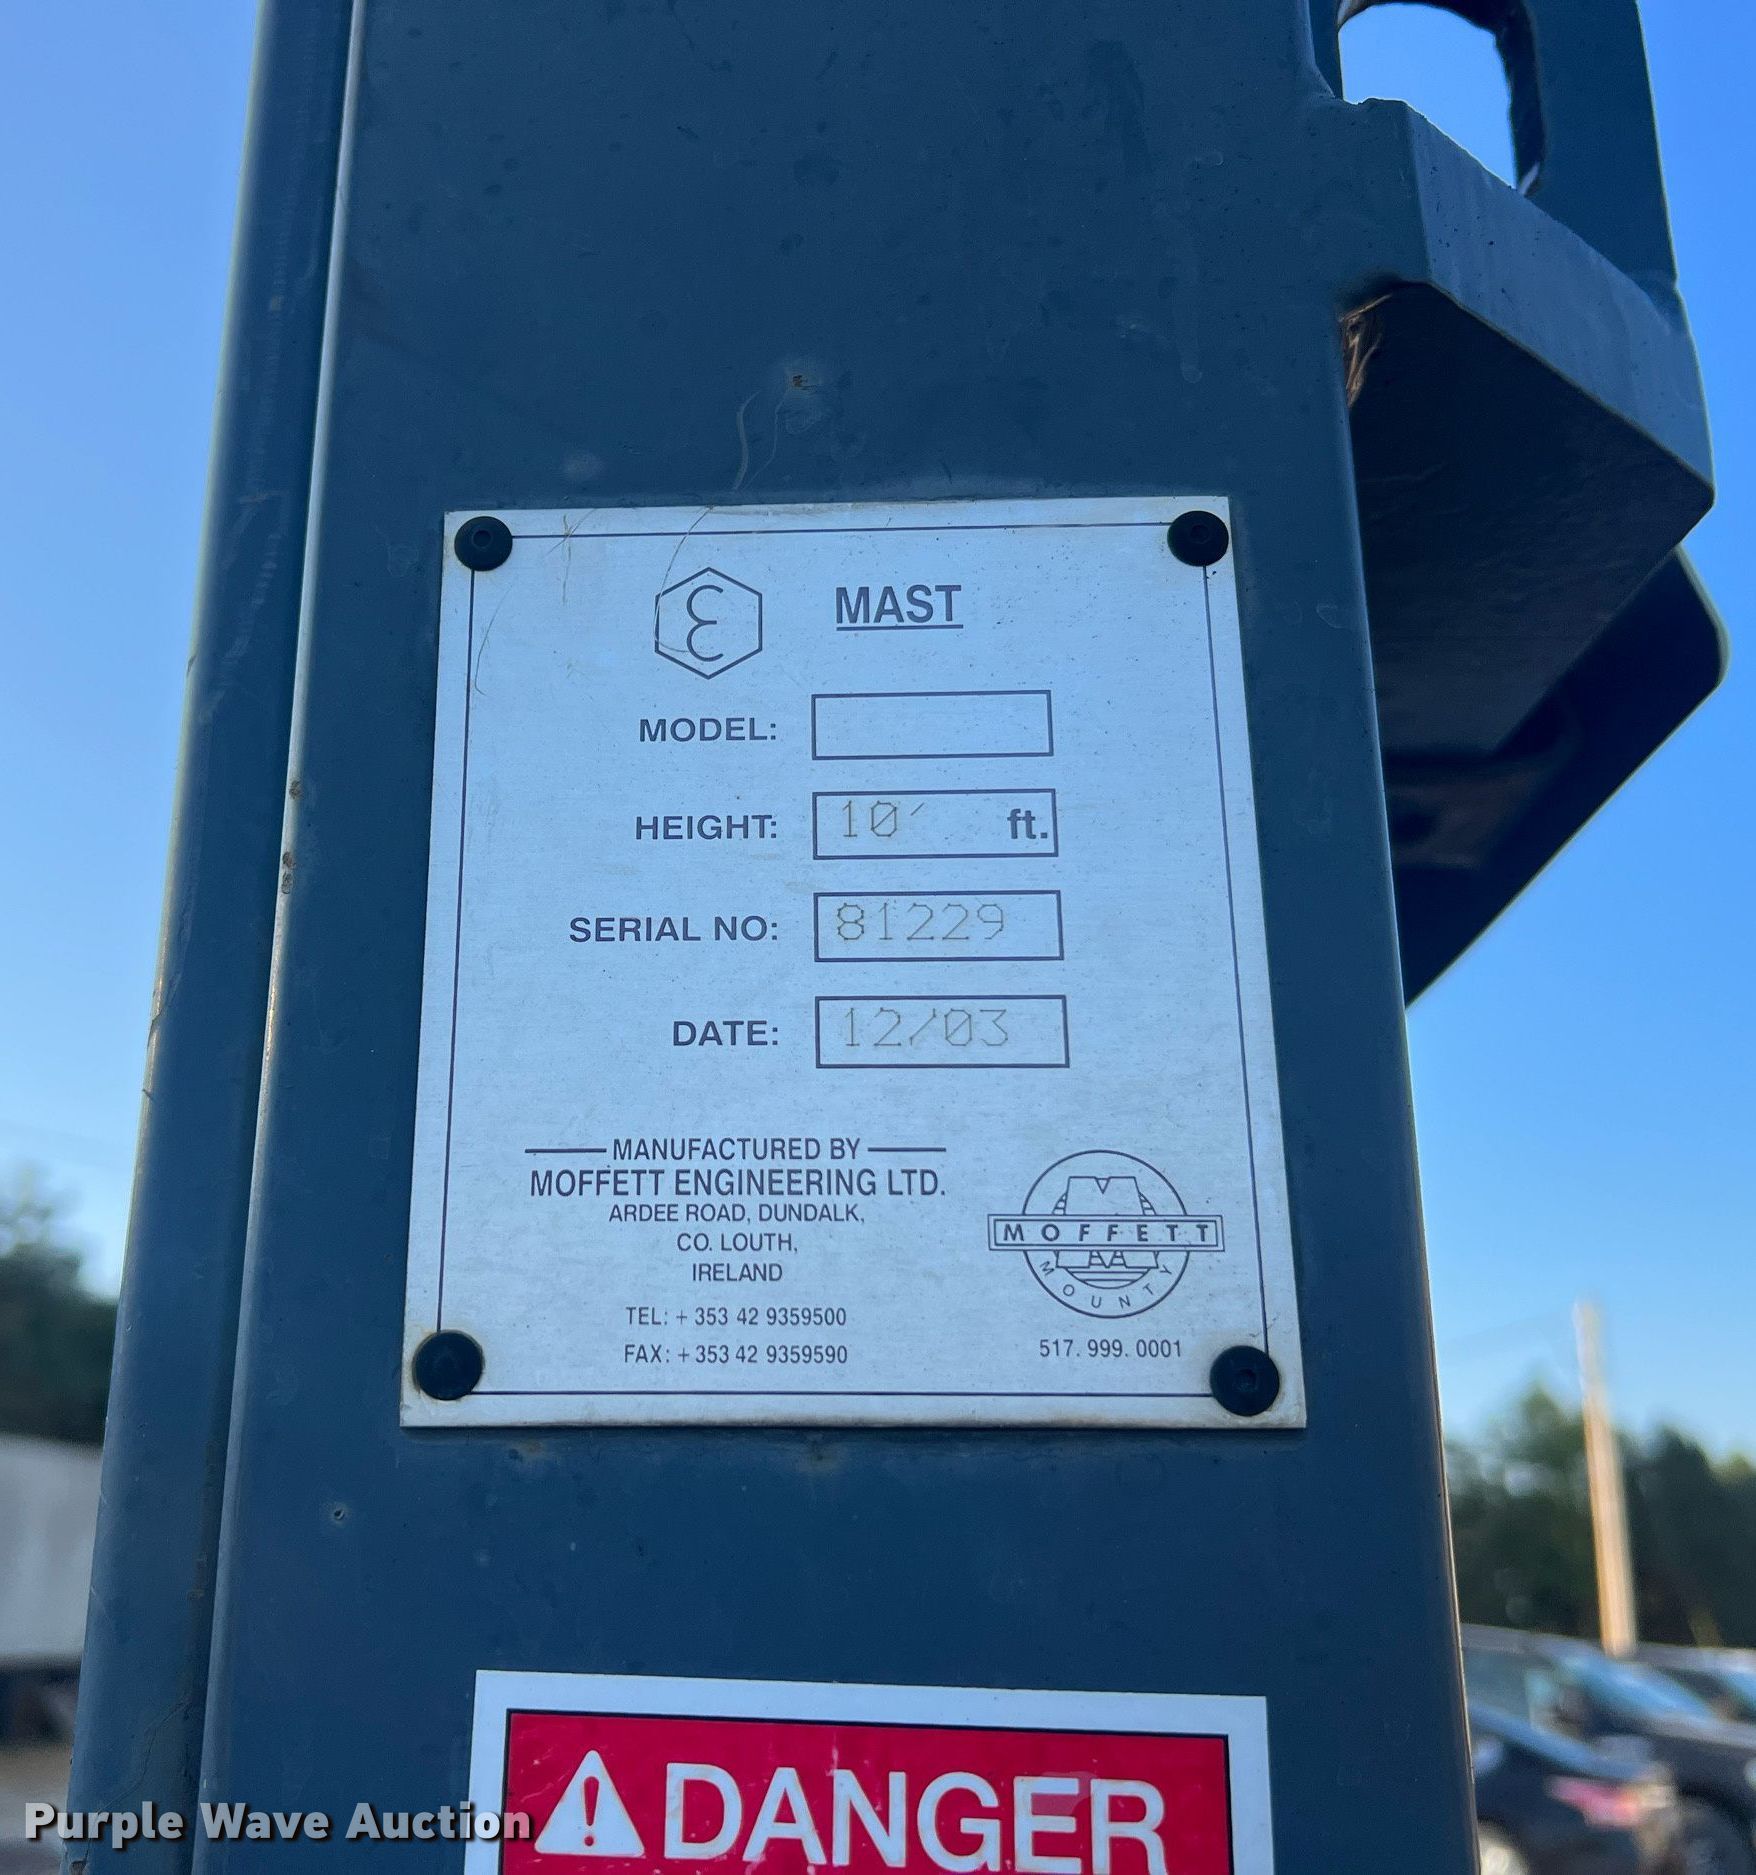 MAST
MODEL:
HEIGHT: 10' ft.
SERIAL NO: 81229
DATE: 12/03
MANUFACTURED BY
MOFFETT ENGINEERING LTD.
ARDEE ROAD, DUNDALK,
CO. LOUTH,
IRELAND
TEL: + 353 42 9359500
FAX: + 353 42 9359590
MOFFETT
MOUNTY
517. 999. 0001
DANGER
Purple Wave Auction